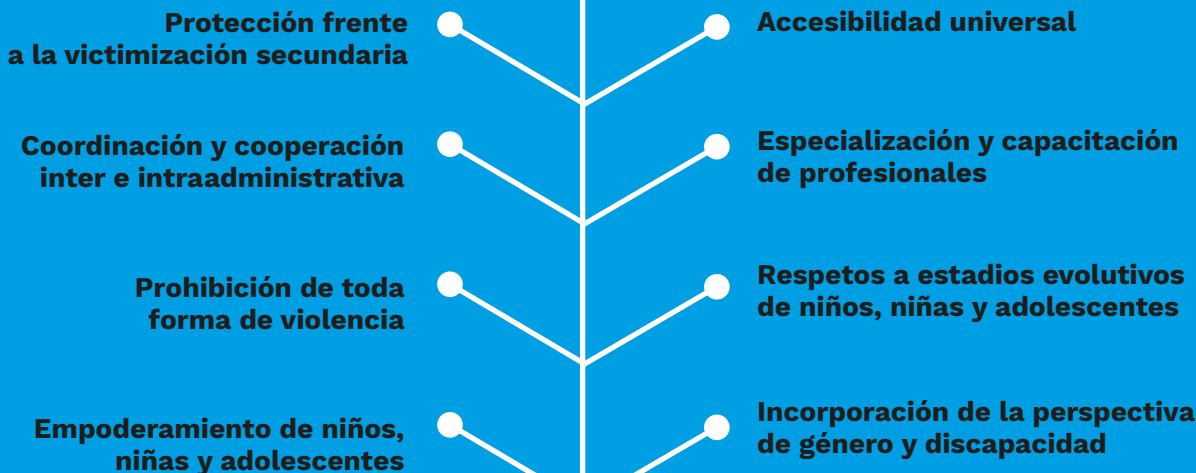 Protección frente
a la victimización secundaria
Accesibilidad universal
Coordinación y cooperación
inter e intraadministrativa
Especialización y capacitación
de profesionales
Prohibición de toda
forma de violencia
Respetos a estadios evolutivos
de niños, niñas y adolescentes
Empoderamiento de niños,
niñas y adolescentes
Incorporación de la perspectiva
de género y discapacidad